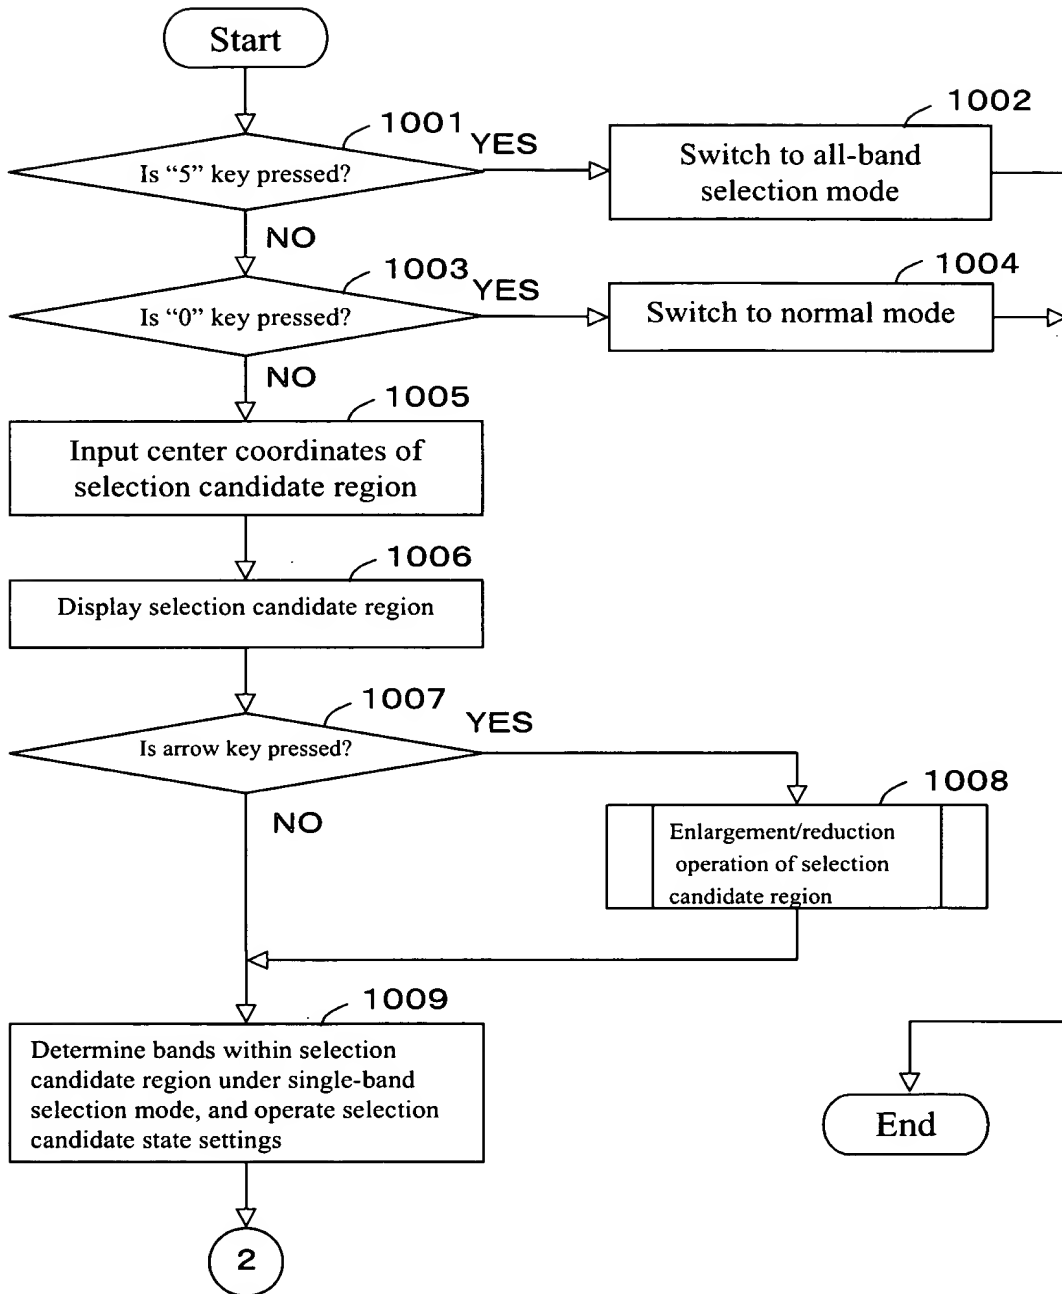 Start
1001
Is “5” key pressed?
YES
1002
Switch to all-band
selection mode
NO
1003
Is “0” key pressed?
YES
1004
Switch to normal mode
NO
1005
Input center coordinates of
selection candidate region
1006
Display selection candidate region
1007
Is arrow key pressed?
YES
NO
1008
Enlargement/reduction
operation of selection
candidate region
1009
Determine bands within selection
candidate region under single-band
selection mode, and operate selection
candidate state settings
End
2